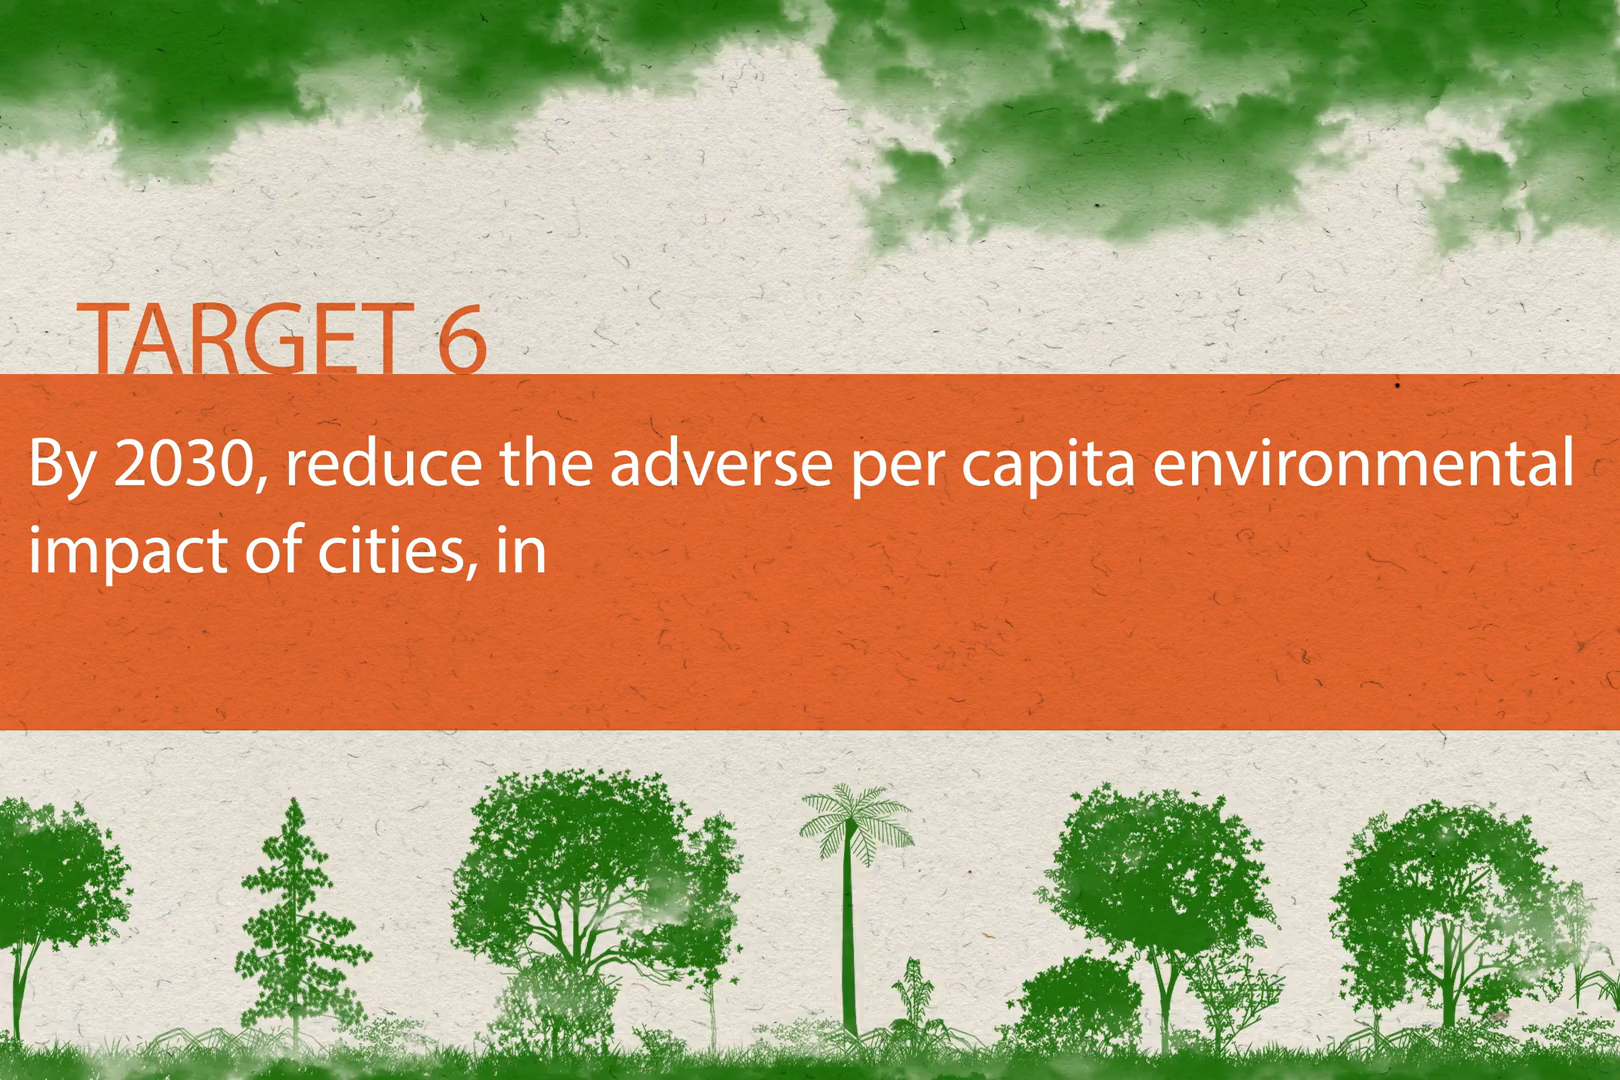 TARGET 6
By 2030, reduce the adverse per capita environmental
impact of cities, in